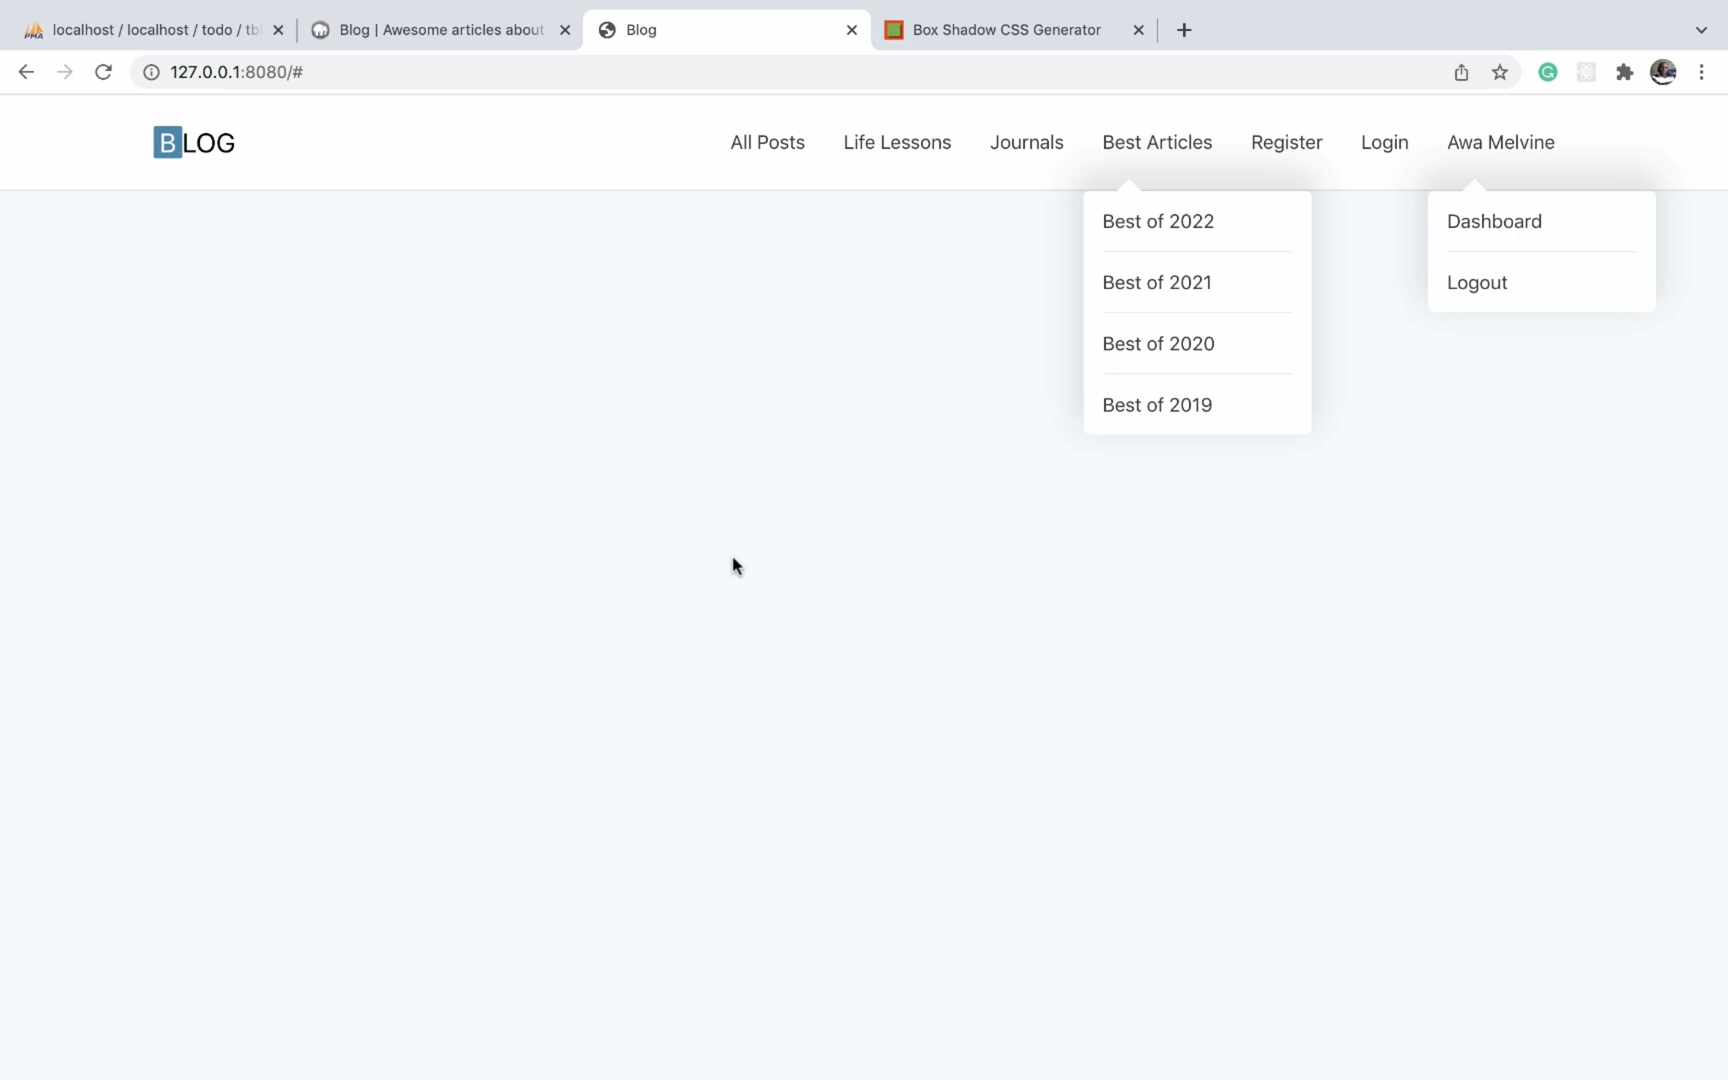 localhost / localhost / todo / tbl
Blog | Awesome articles about
Blog
Box Shadow CSS Generator
127.0.0.1:8080/#
BLOG
All Posts
Life Lessons
Journals
Best Articles
Register
Login
Awa Melvine
Best of 2022
Best of 2021
Best of 2020
Best of 2019
Dashboard
Logout